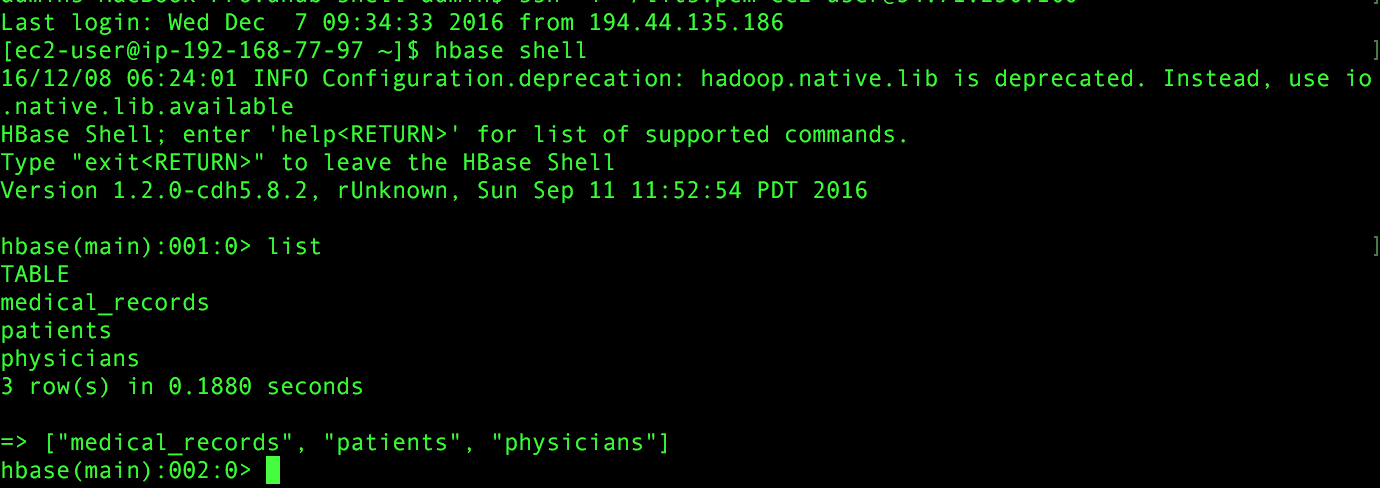 Last login: Wed Dec  7 09:34:33 2016 from 194.44.135.186
[ec2-user@ip-192-168-77-97 ~]$ hbase shell ]
16/12/08 06:24:01 INFO Configuration.deprecation: hadoop.native.lib is deprecated. Instead, use io
.native.lib.available
HBase Shell; enter 'help<RETURN>' for list of supported commands.
Type "exit<RETURN>" to leave the HBase Shell
Version 1.2.0-cdh5.8.2, rUnknown, Sun Sep 11 11:52:54 PDT 2016
hbase(main):001:0> list ]
TABLE
medical_records
patients
physicians
3 row(s) in 0.1880 seconds
=> ["medical_records", "patients", "physicians"]
hbase(main):002:0>